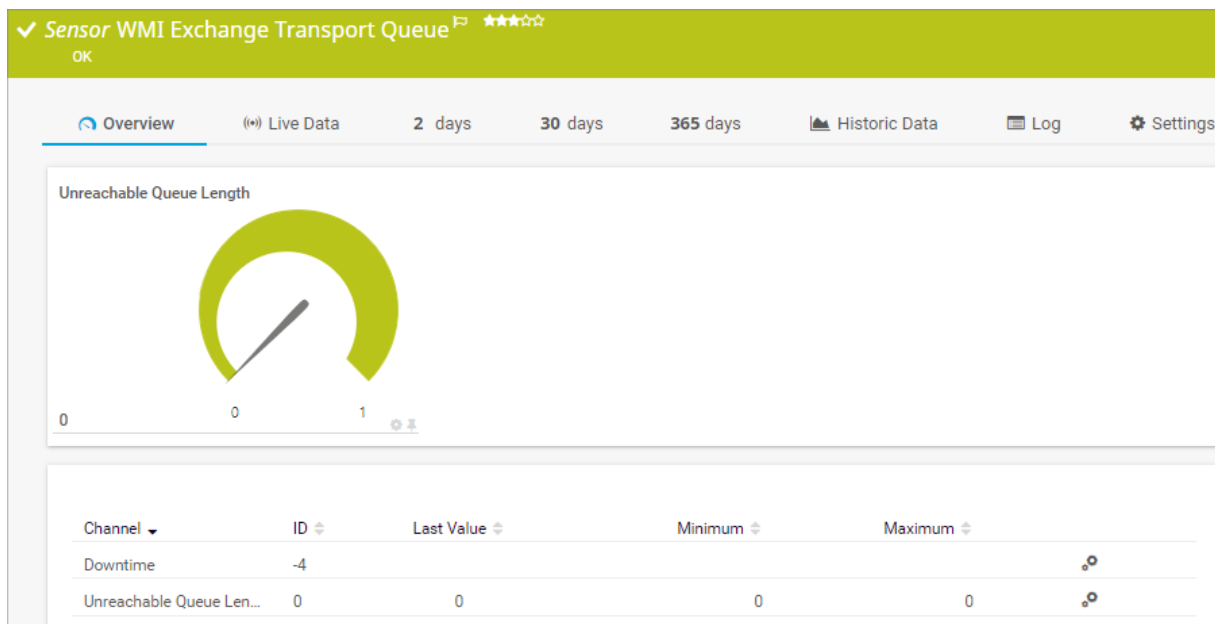 Sensor WMI Exchange Transport Queue
OK
Overview Live Data 2 days 30 days 365 days Historic Data Log Settings
Unreachable Queue Length
0 1
0
Channel ID Last Value Minimum Maximum
Downtime -4
Unreachable Queue Len... 0 0 0 0